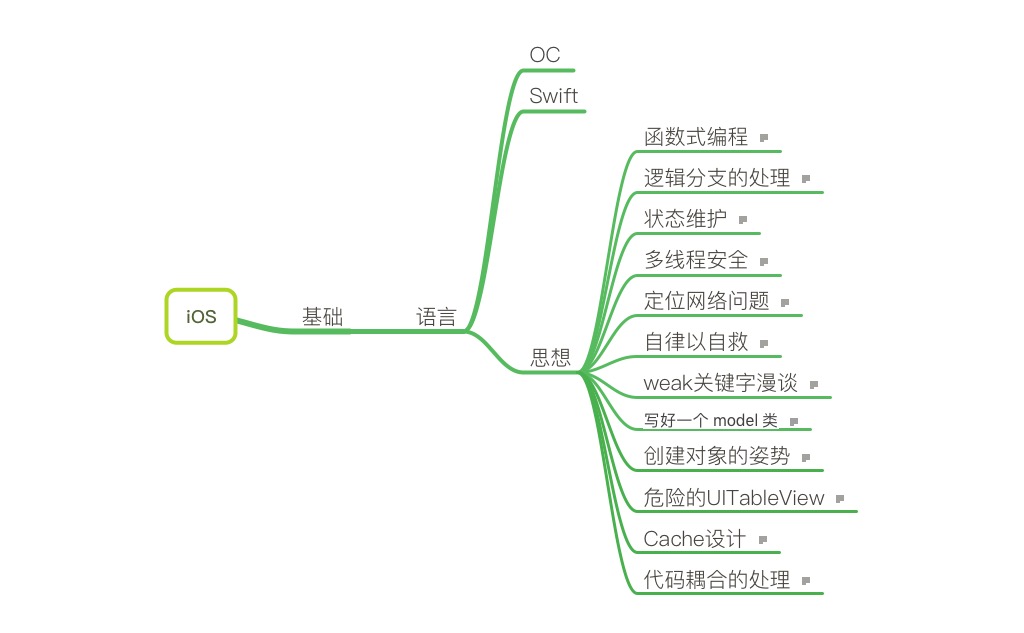 OC
Swift
函数式编程
逻辑分支的处理
状态维护
多线程安全
定位网络问题
iOS
基础
语言
自律以自救
思想
weak关键字漫谈
写好一个 model 类
创建对象的姿势
危险的UITableView
Cache设计
代码耦合的处理